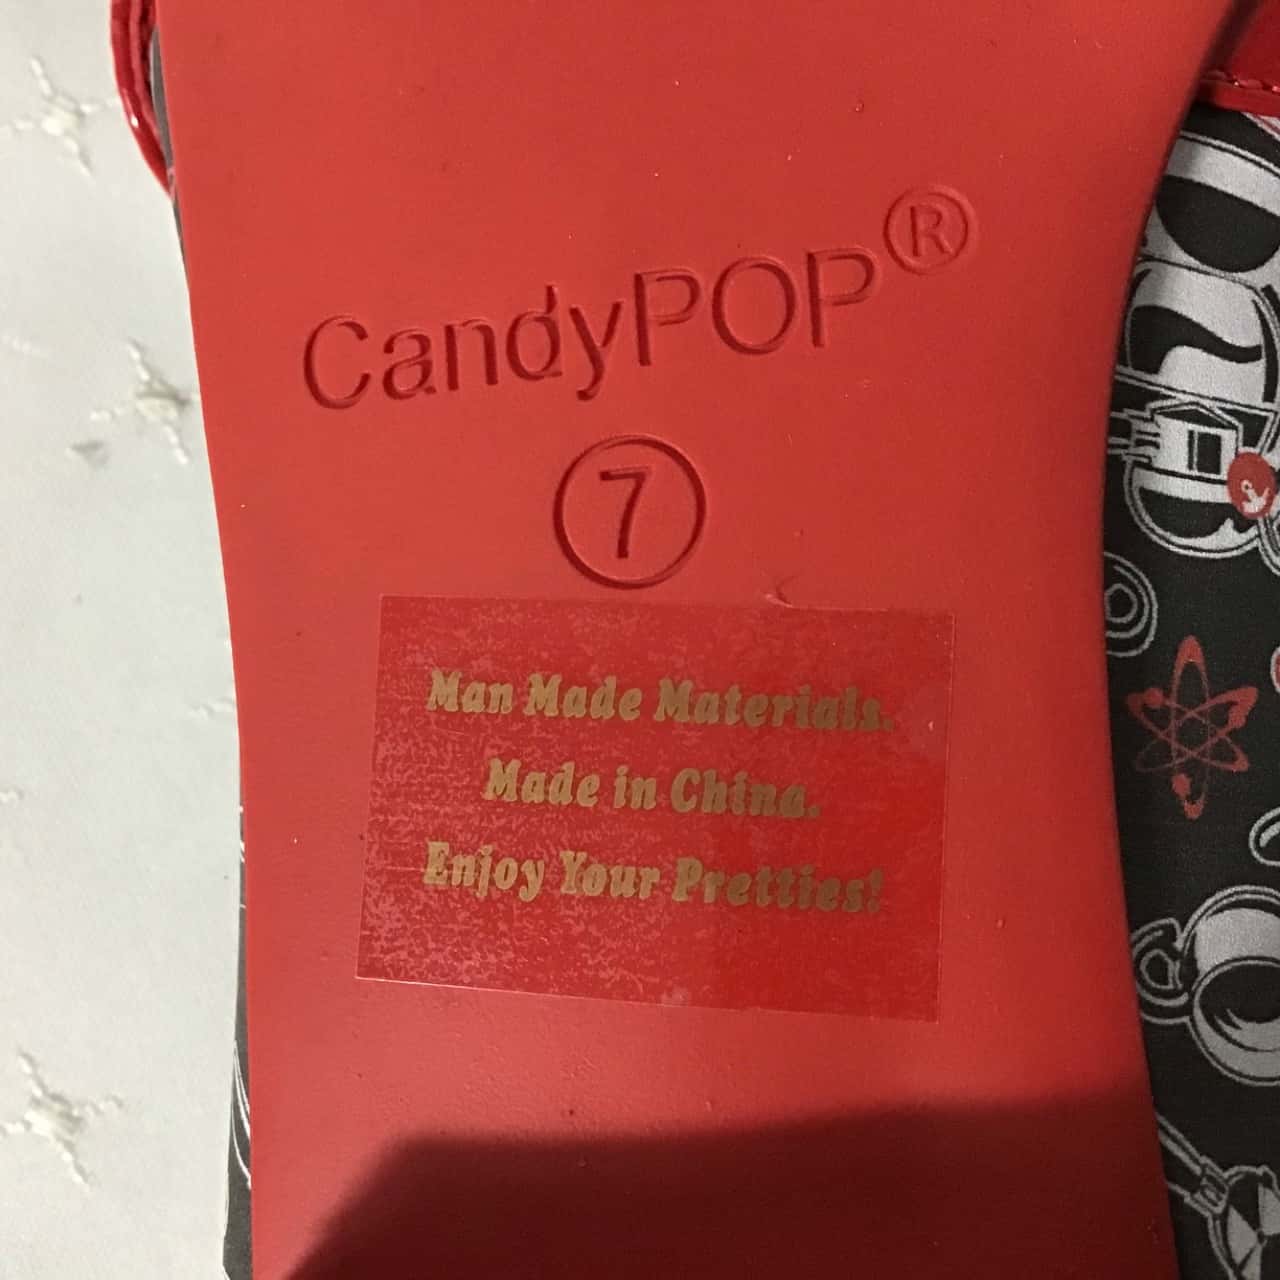 CandyPOP®
7
Man Made Materials.
Made in China.
Enjoy Your Pretties!